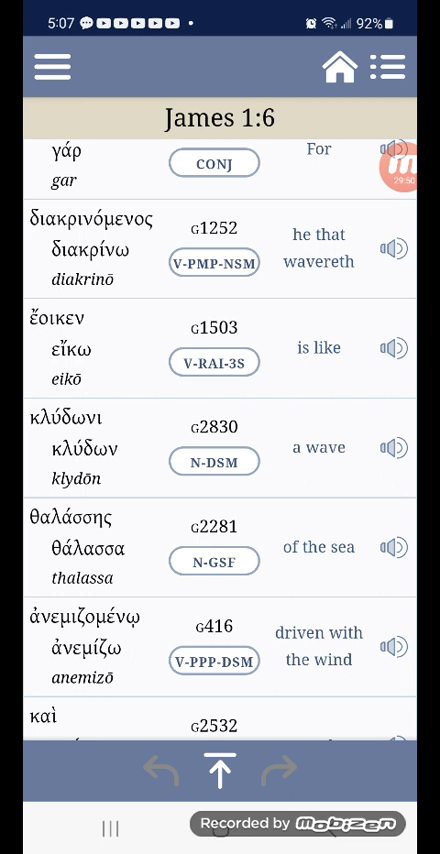 5:07
92%
James 1:6
γάρ
gar
CONJ
For
29:50
διακρινόμενος
διακρίνω
diakrinō
G1252
V-PMP-NSM
he that
wavereth
ἔοικεν
εἴκω
eikō
G1503
V-RAI-3S
is like
κλύδωνι
κλύδων
klydōn
G2830
N-DSM
a wave
θαλάσσης
θάλασσα
thalassa
G2281
N-GSF
of the sea
ἀνεμιζομένῳ
ἀνεμίζω
anemizō
G416
V-PPP-DSM
driven with
the wind
καὶ
G2532
Recorded by mobizen